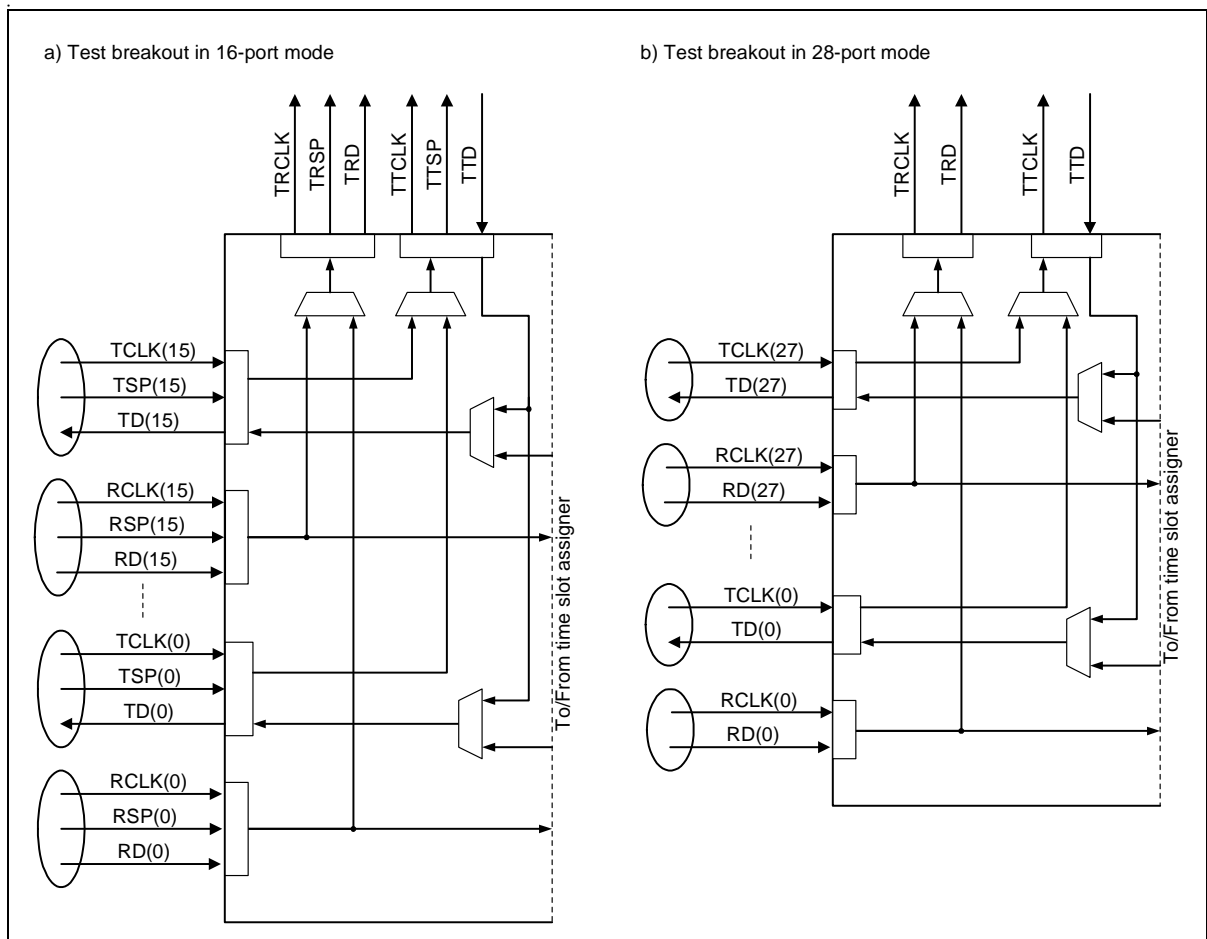 .
a) Test breakout in 16-port mode
TRCLK
TRSP
TRD
TTCLK
TTSP
TTD
TCLK(15)
TSP(15)
TD(15)
RCLK(15)
RSP(15)
RD(15)
TCLK(0)
TSP(0)
TD(0)
RCLK(0)
RSP(0)
RD(0)
To/From time slot assigner
b) Test breakout in 28-port mode
TRCLK
TRD
TTCLK
TTD
TCLK(27)
TD(27)
RCLK(27)
RD(27)
TCLK(0)
TD(0)
RCLK(0)
RD(0)
To/From time slot assigner